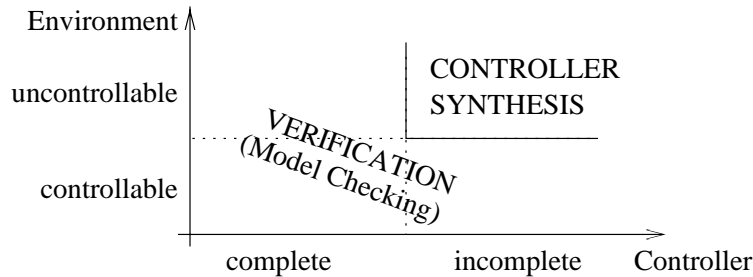 Environment
uncontrollable
CONTROLLER
SYNTHESIS
VERIFICATION
(Model Checking)
controllable
complete
incomplete
Controller